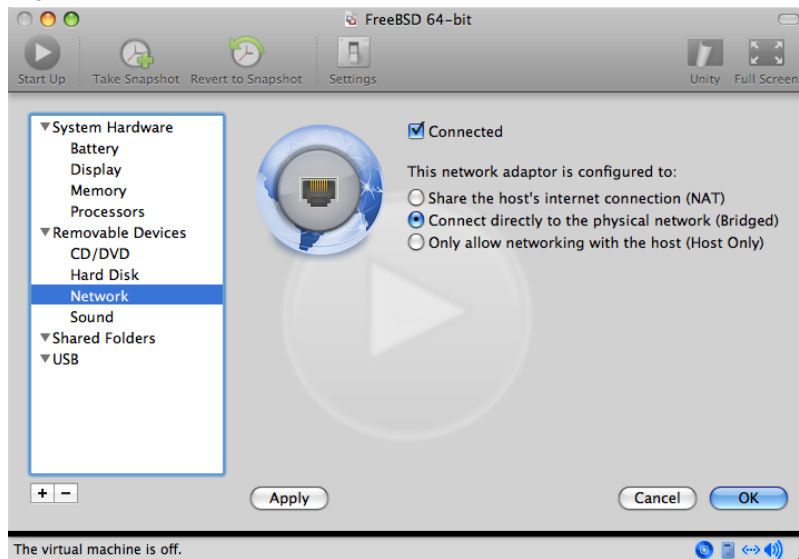 FreeBSD 64-bit
Start Up Take Snapshot Revert to Snapshot Settings Unity Full Screen
System Hardware
Battery
Display
Memory
Processors
Removable Devices
CD/DVD
Hard Disk
Network
Sound
Shared Folders
USB
Connected
This network adaptor is configured to:
Share the host's internet connection (NAT)
Connect directly to the physical network (Bridged)
Only allow networking with the host (Host Only)
+ -
Apply Cancel OK
The virtual machine is off.